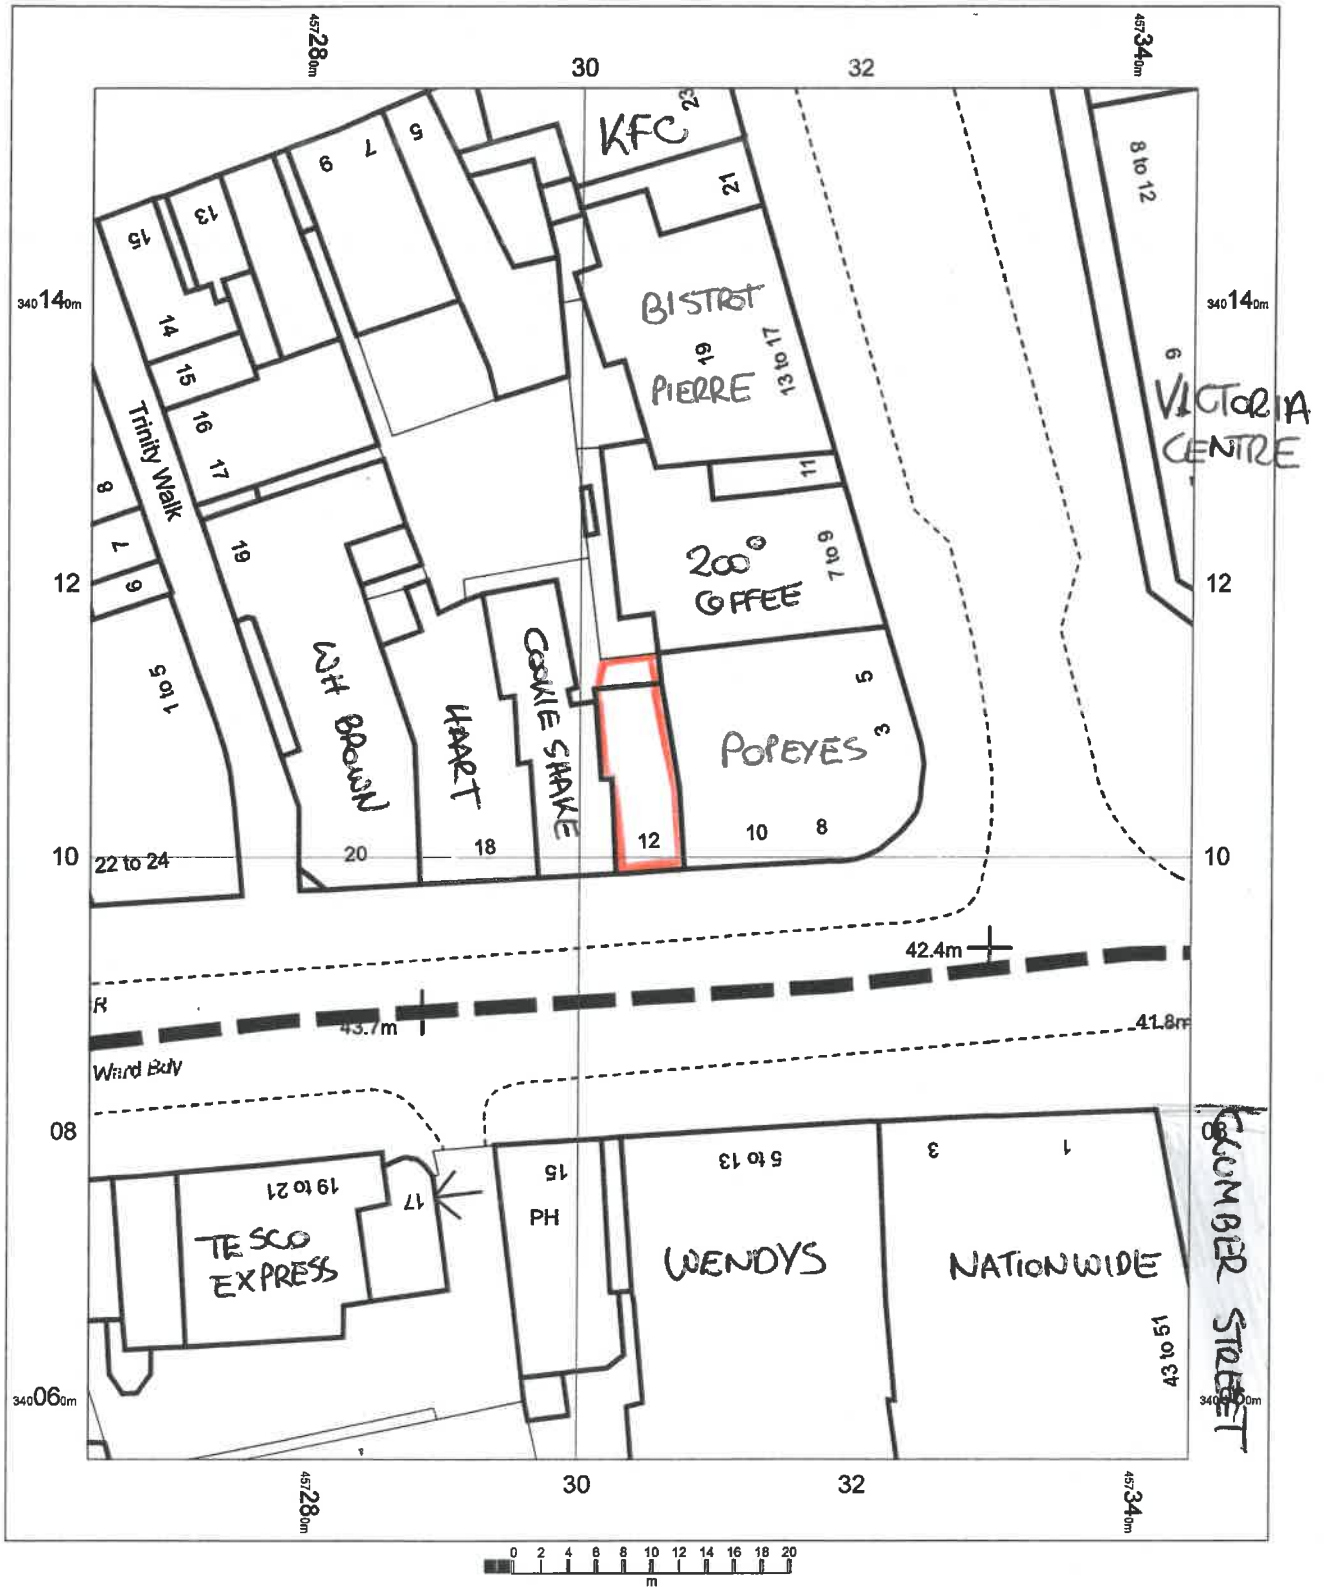 457280m
30
32
457340m
23
KFC
5
7
9
8 to 12
13
21
15
340140m
BISTROT
340140m
14
13 to 17
19
6
15
PIERRE
VICTORIA
16
CENTRE
Trinity Walk
17
11
8
19
7
200°
7 to 9
12
6
COFFEE
12
1 to 5
WH BROWN
COOKIE SHAKE
5
HAART
POPEYES
3
12
10
8
18
20
10
22 to 24
10
42.4m
R
43.7m
41.8m
Ward Bdy
08
08
CLUMBER STREET
15
5 to 13
3
1
19 to 21
17
PH
TESCO
EXPRESS
WENDYS
NATIONWIDE
43 to 51
340060m
340060m
457280m
30
32
457340m
0 2 4 6 8 10 12 14 16 18 20
m